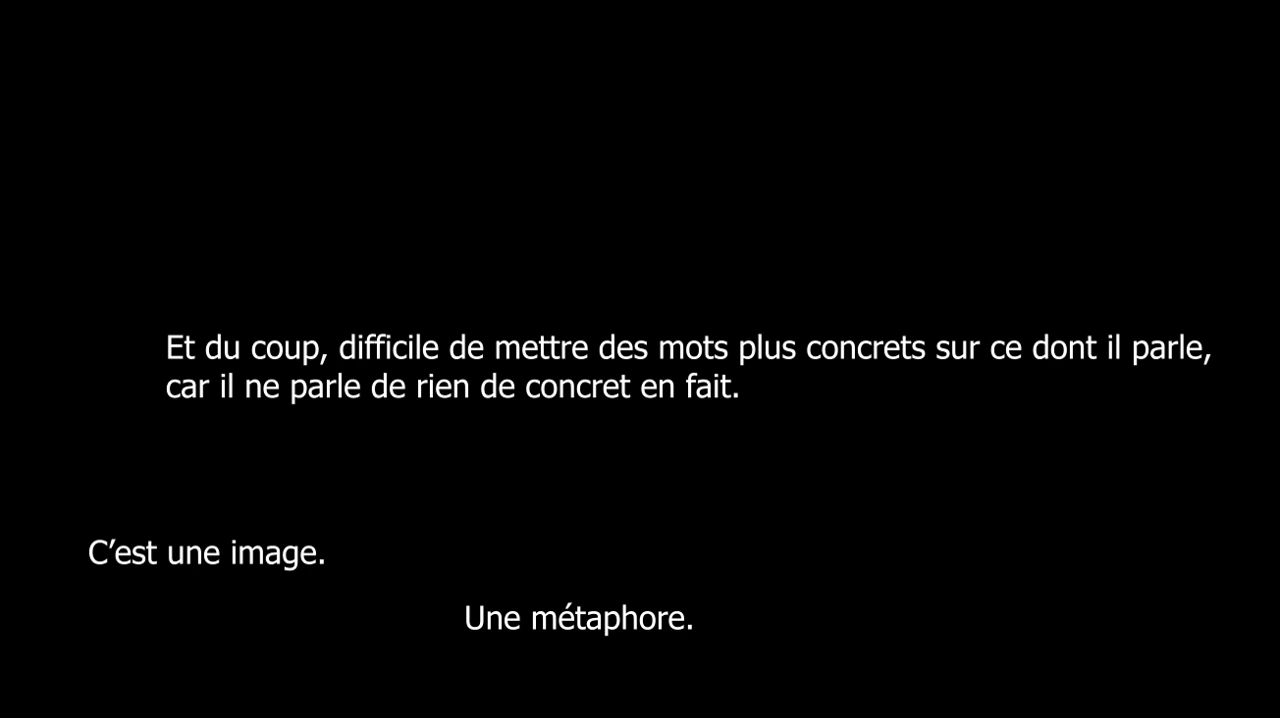 Et du coup, difficile de mettre des mots plus concrets sur ce dont il parle,
car il ne parle de rien de concret en fait.
C’est une image.
Une métaphore.